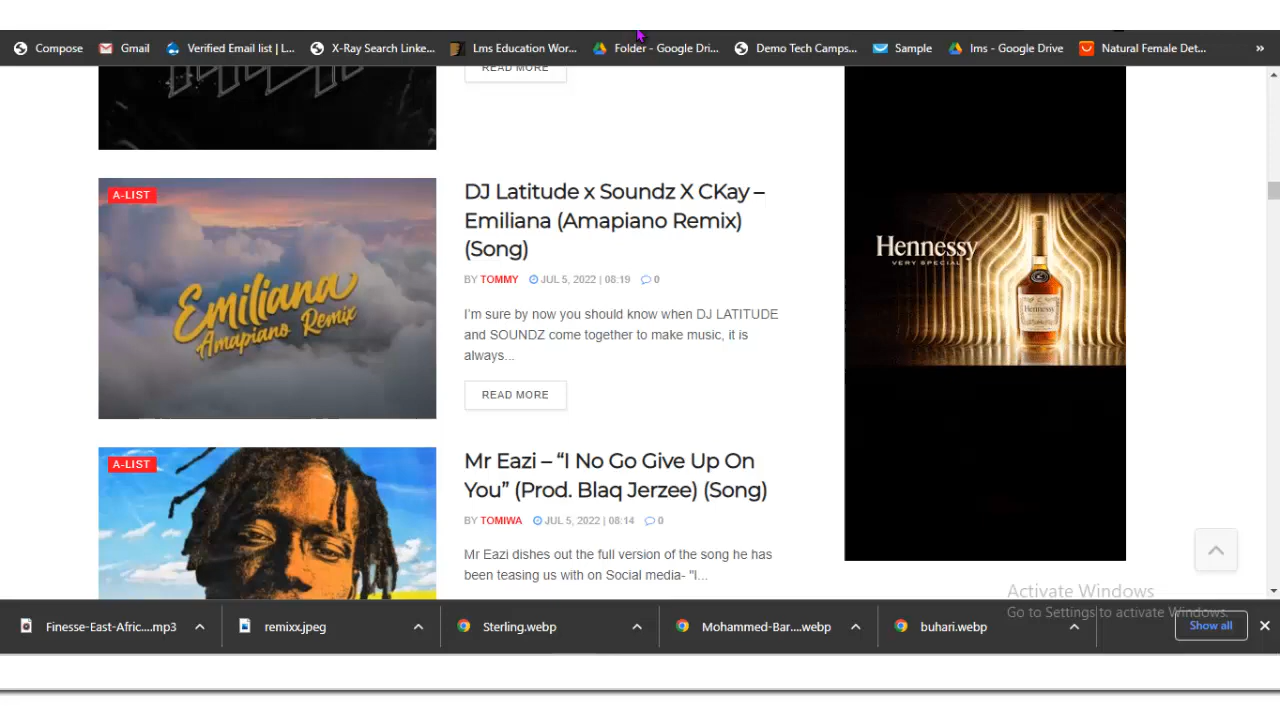 Compose
Gmail
Verified Email list | L...
X-Ray Search Linke...
Lms Education Wor...
Folder - Google Dri...
Demo Tech Camps...
Sample
lms - Google Drive
Natural Female Det...
»
READ MORE
A-LIST
Emiliana
Amapiano Remix
DJ Latitude x Soundz X CKay –
Emiliana (Amapiano Remix)
(Song)
BY TOMMY JUL 5, 2022 | 08:19 0
I'm sure by now you should know when DJ LATITUDE
and SOUNDZ come together to make music, it is
always...
READ MORE
A-LIST
Mr Eazi – “I No Go Give Up On
You” (Prod. Blaq Jerzee) (Song)
BY TOMIWA JUL 5, 2022 | 08:14 0
Mr Eazi dishes out the full version of the song he has
been teasing us with on Social media- "I...
Hennessy
VERY SPECIAL
Hennessy
Activate Windows
Go to Settings to activate Windows.
Finesse-East-Afric....mp3
remixx.jpeg
Sterling.webp
Mohammed-Bar....webp
buhari.webp
Show all